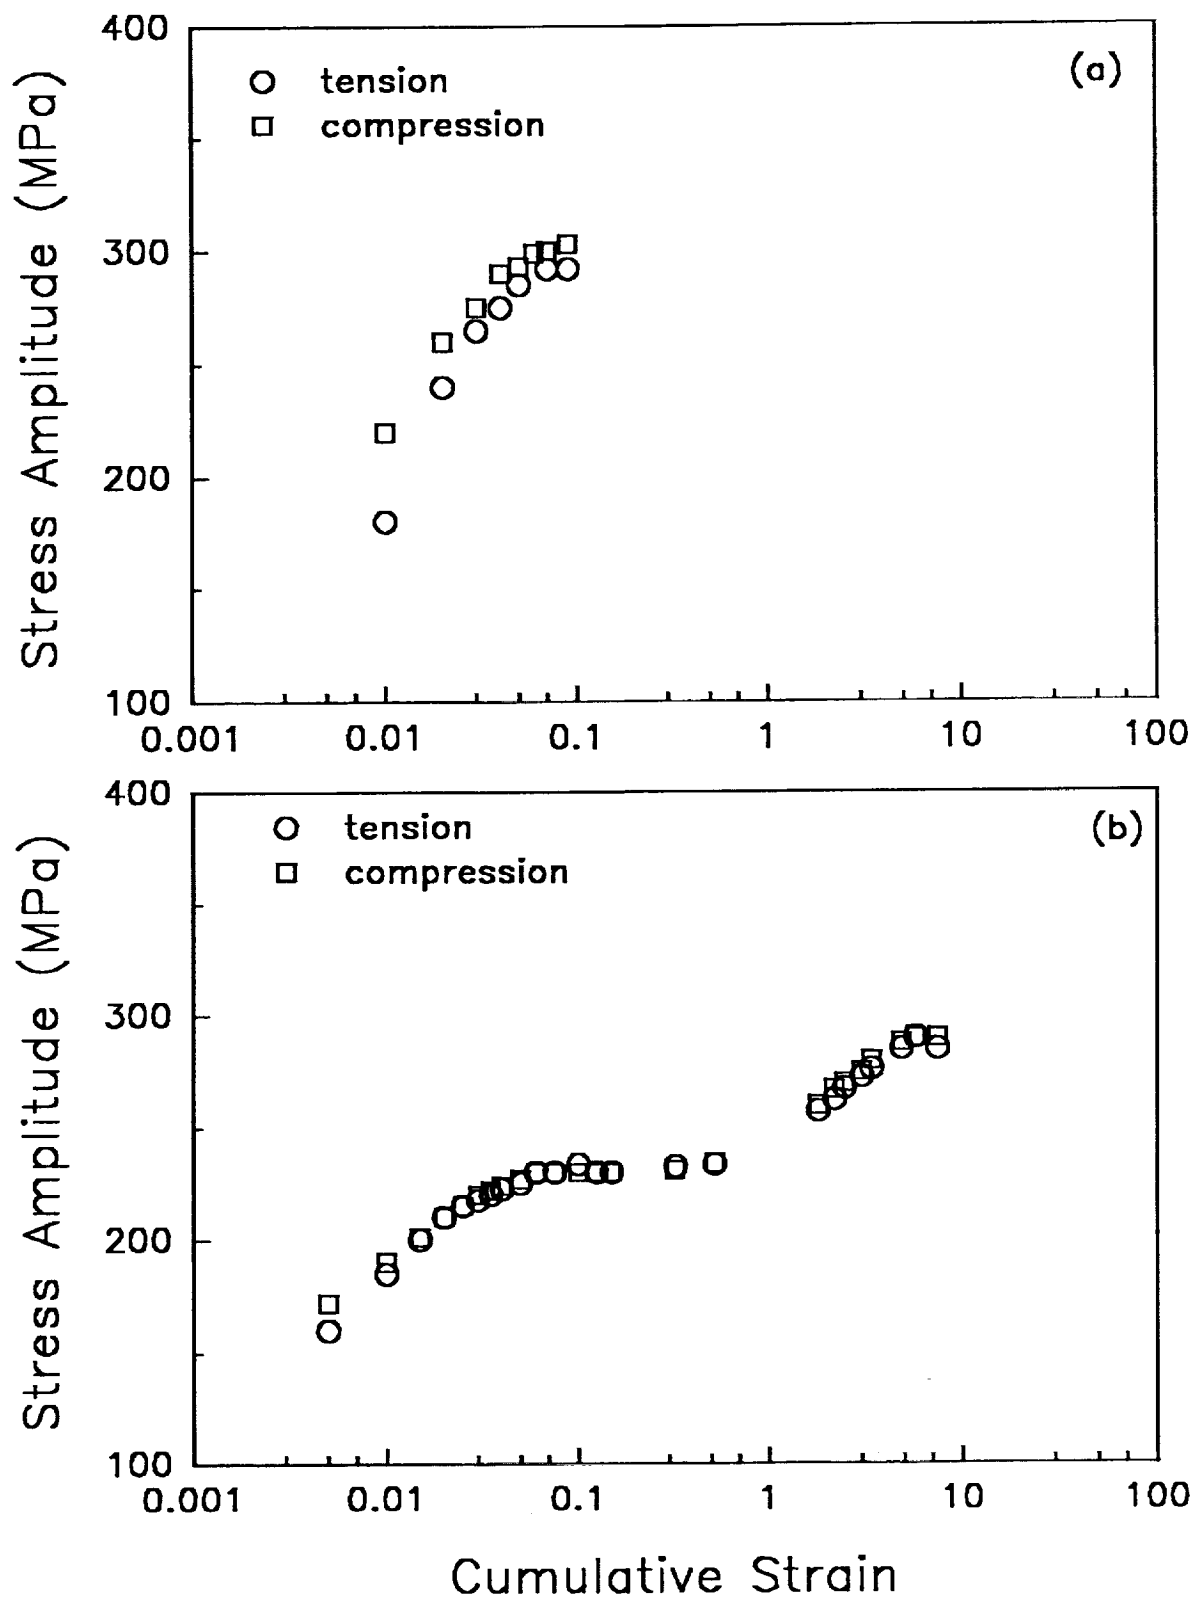 400
(a)
tension
compression
300
200
100
Stress Amplitude (MPa)
0.001 0.01 0.1 1 10 100
400
(b)
tension
compression
300
200
100
Stress Amplitude (MPa)
0.001 0.01 0.1 1 10 100
Cumulative Strain